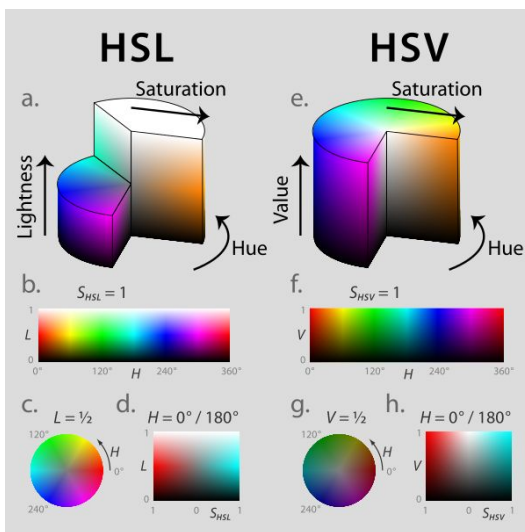 HSL
a.
Saturation
Lightness
Hue
b.
S_HSL = 1
1
L
0
0° 120° 240° 360°
H
c.
L = ½
120°
H
0°
240°
d.
H = 0° / 180°
1
L
0
1 0 1
S_HSL
HSV
e.
Saturation
Value
Hue
f.
S_HSV = 1
1
V
0
0° 120° 240° 360°
H
g.
V = ½
120°
H
0°
240°
h.
H = 0° / 180°
1
V
0
1 0 1
S_HSV